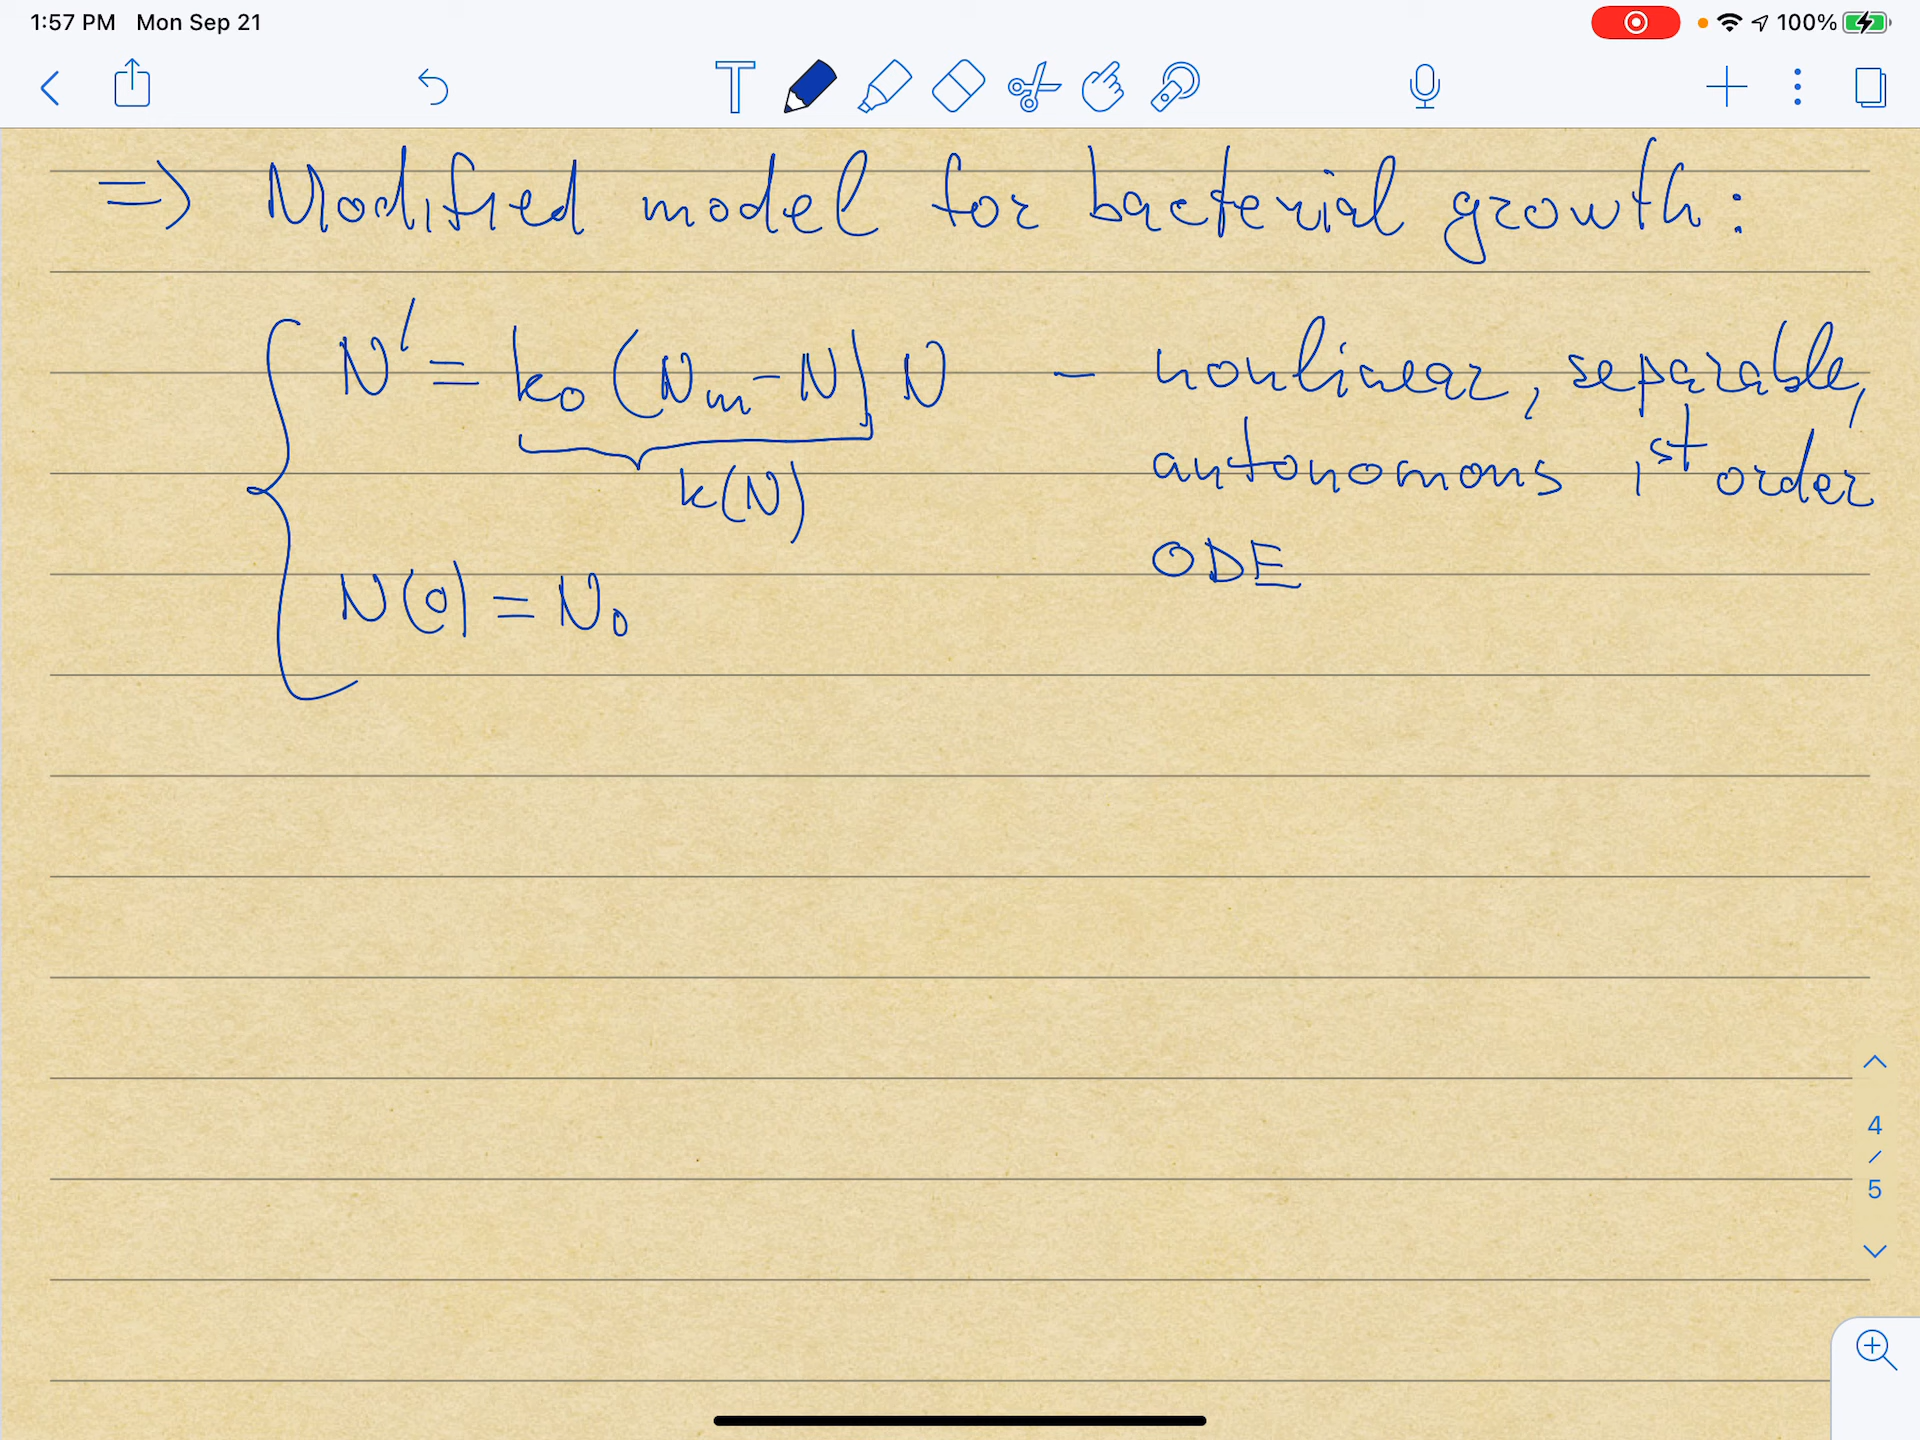 1:57 PM Mon Sep 21 100%
T
=> Modified model for bacterial growth:
N' = k₀ (Nₘ - N) N - nonlinear, separable,
k(N) autonomous 1st order
ODE
N(0) = N₀
4
/
5